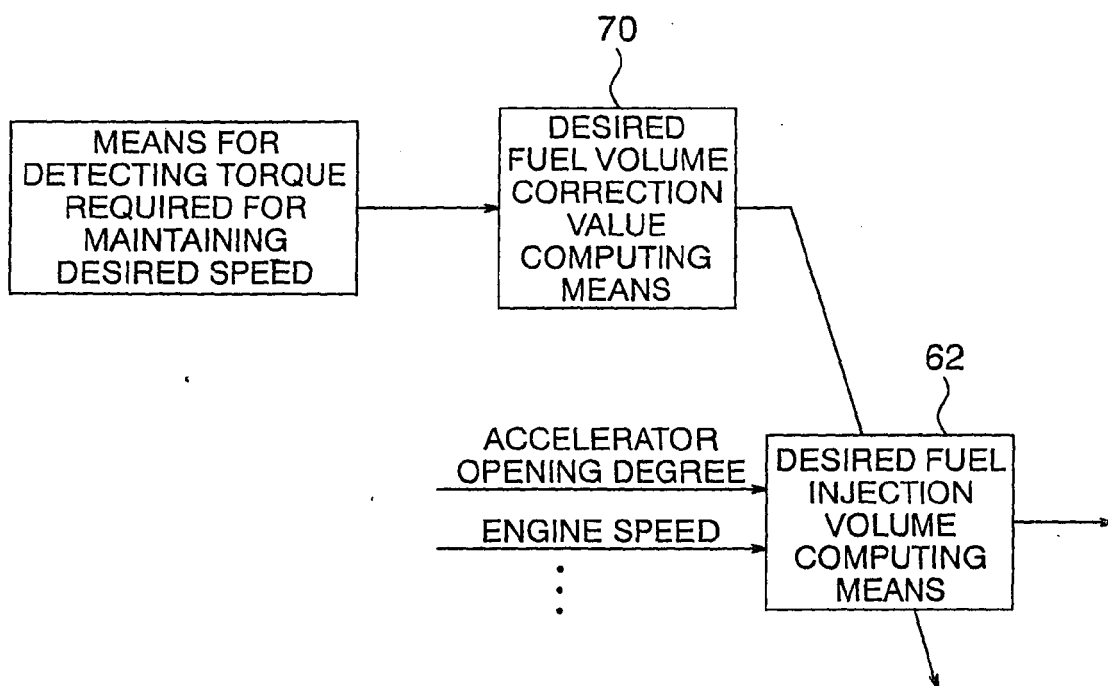 70
MEANS FOR
DETECTING TORQUE
REQUIRED FOR
MAINTAINING
DESIRED SPEED
DESIRED
FUEL VOLUME
CORRECTION
VALUE
COMPUTING
MEANS
62
ACCELERATOR
OPENING DEGREE
ENGINE SPEED
DESIRED FUEL
INJECTION
VOLUME
COMPUTING
MEANS